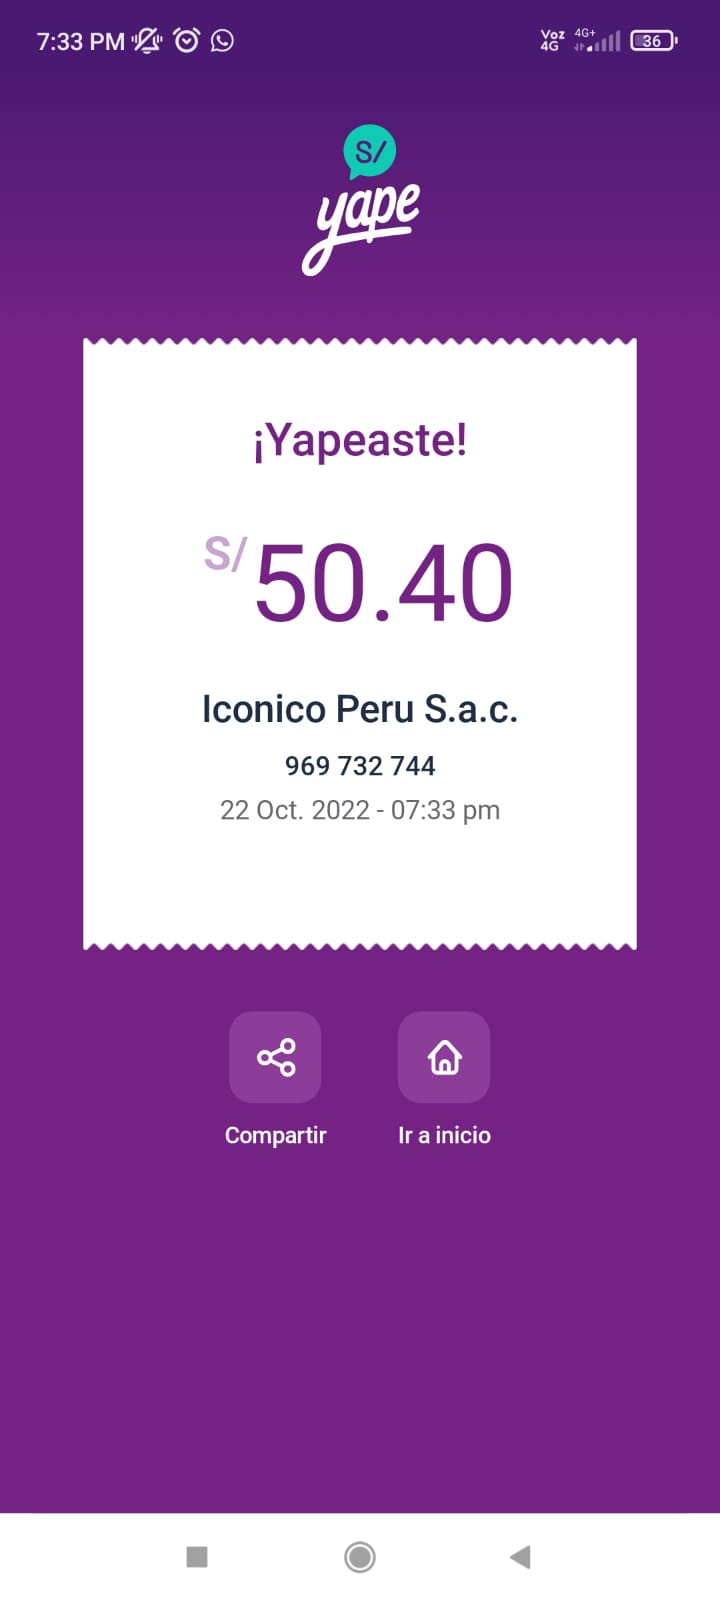 7:33 PM
Voz 4G 4G+ 36
S/
yape
¡Yapeaste!
S/ 50.40
Iconico Peru S.a.c.
969 732 744
22 Oct. 2022 - 07:33 pm
Compartir Ir a inicio